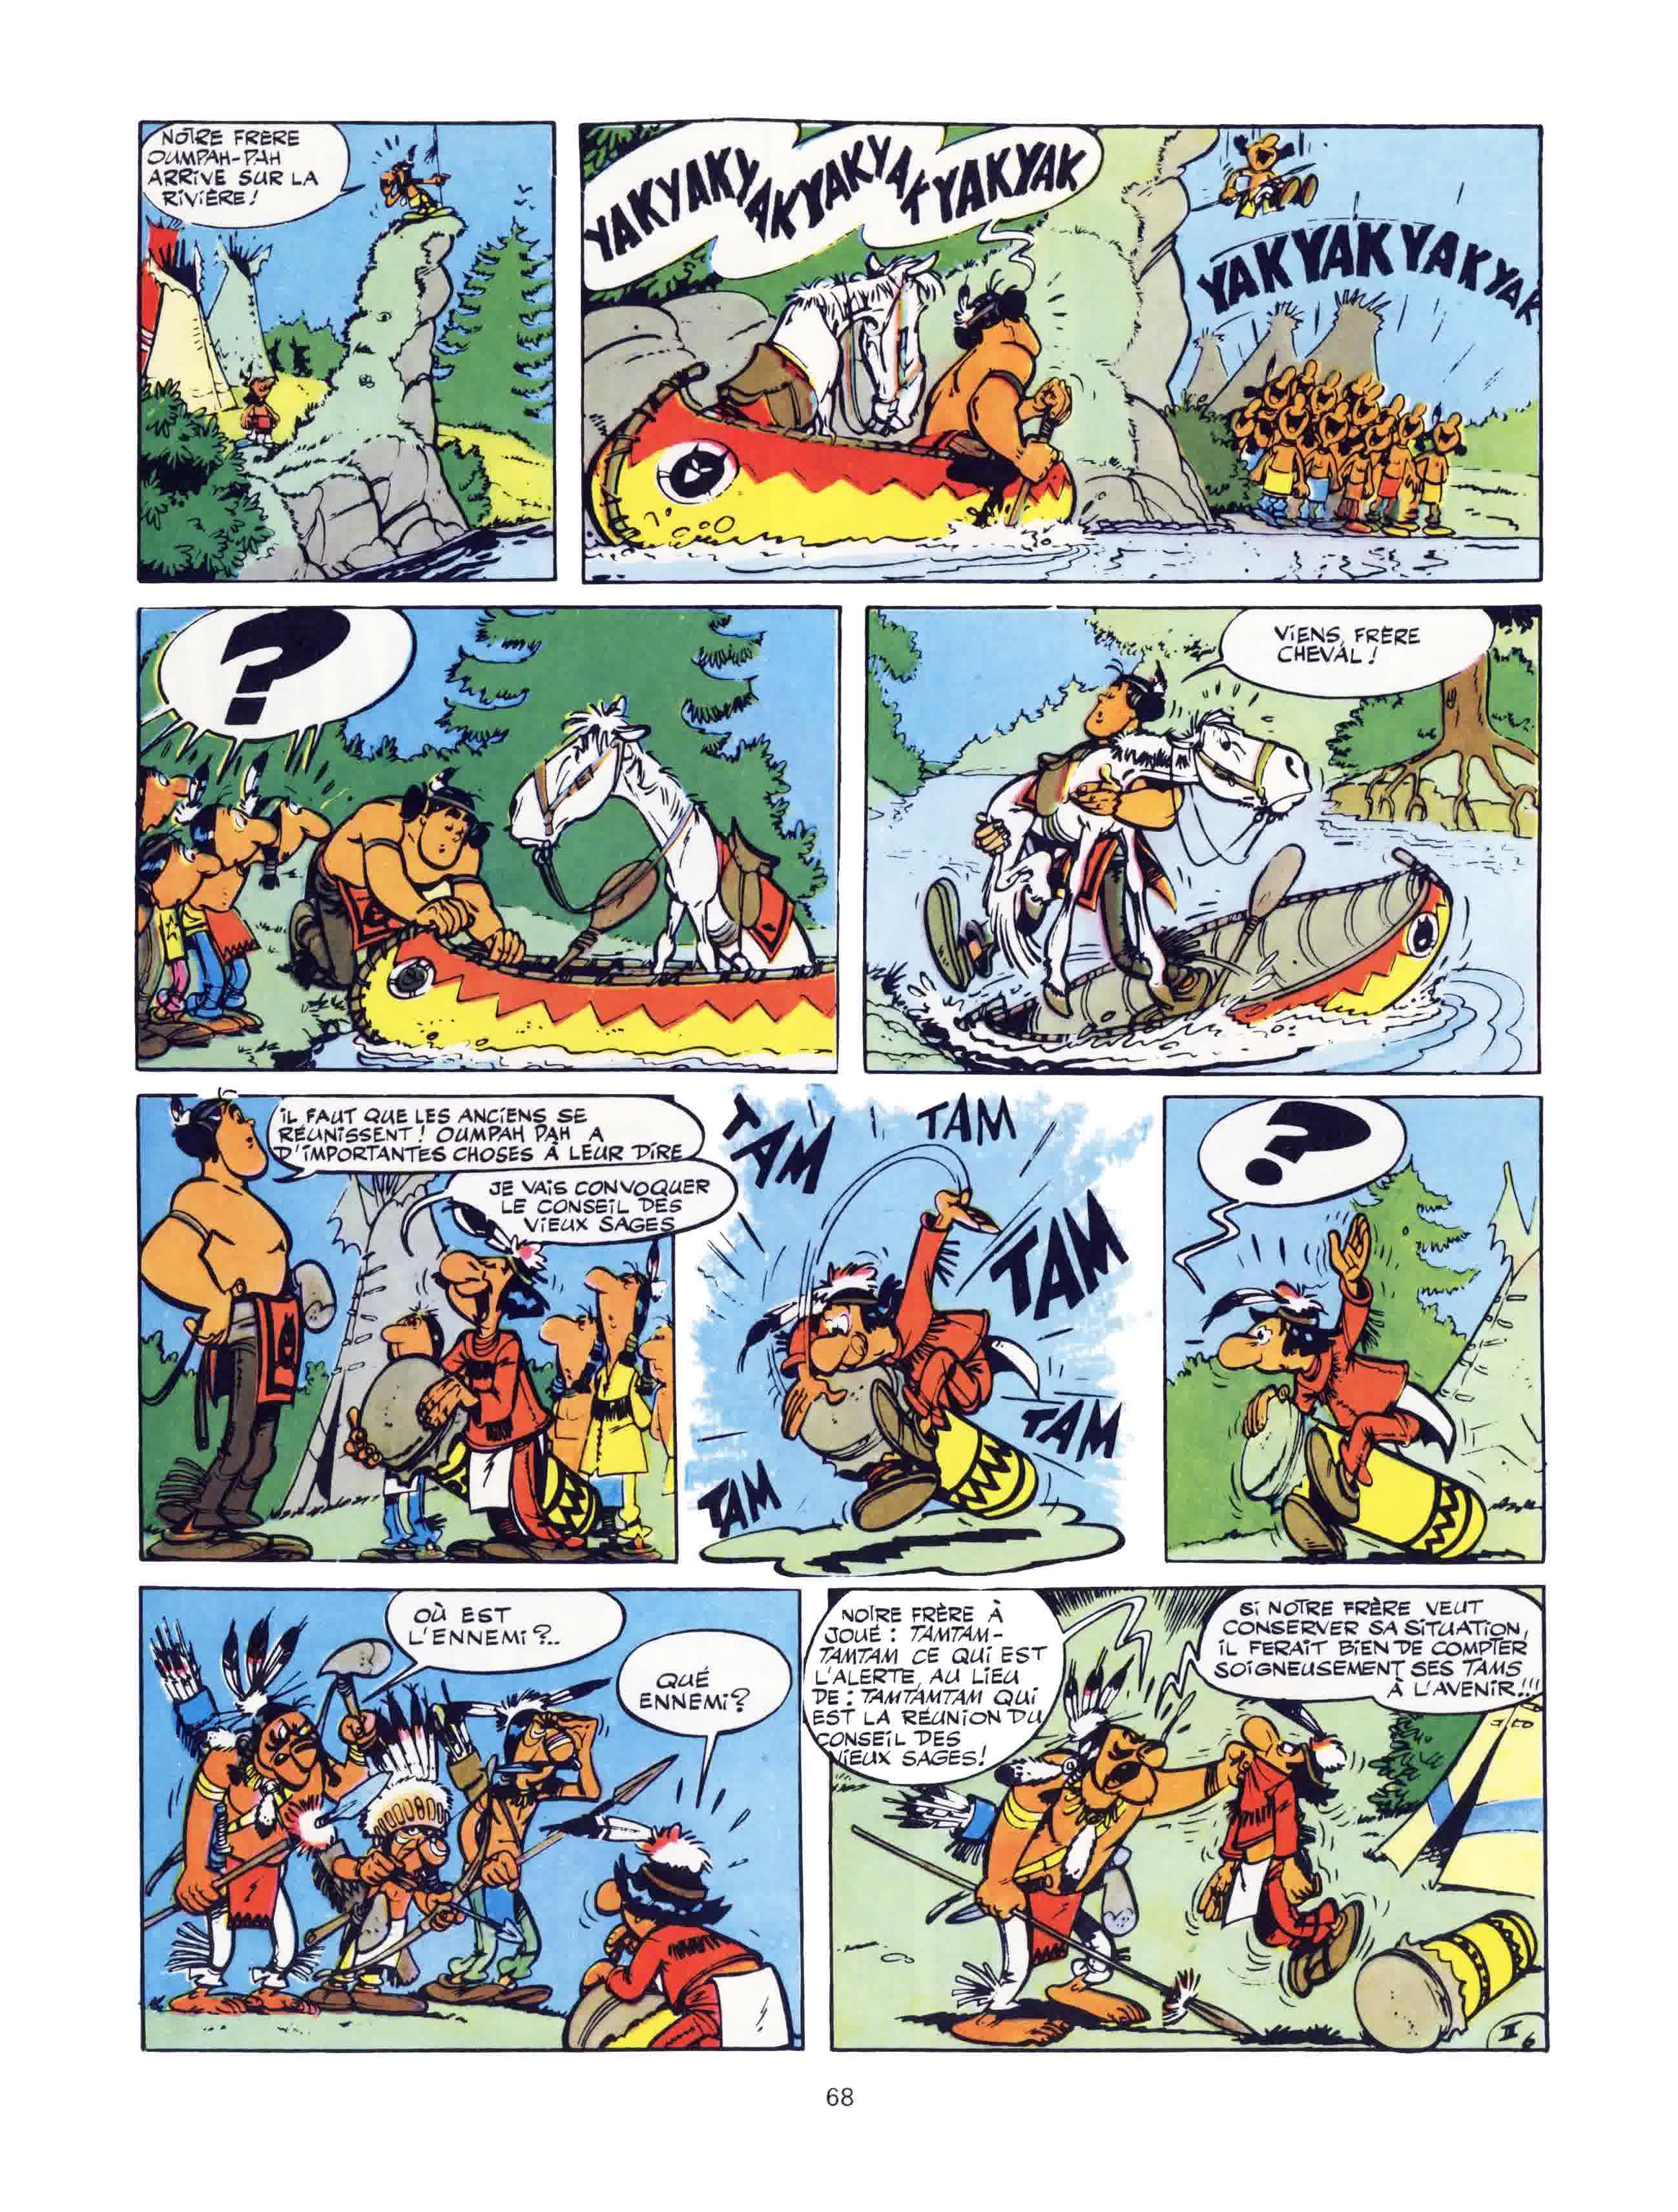 NOTRE FRÈRE
OUMPAH-PAH
ARRIVE SUR LA
RIVIÈRE !
YAKYAKYAKYAKYAKYAKYAK
YAKYAKYAKYAK
?
VIENS, FRÈRE
CHEVAL !
IL FAUT QUE LES ANCIENS SE
RÉUNISSENT ! OUMPAH PAH A
D'IMPORTANTES CHOSES À LEUR DIRE
JE VAIS CONVOQUER
LE CONSEIL DES
VIEUX SAGES
TAM
TAM
TAM
TAM
TAM
?
OÙ EST
L'ENNEMI ?..
QUÉ
ENNEMI ?
NOTRE FRÈRE À
JOUÉ : TAMTAM-
TAMTAM CE QUI EST
L'ALERTE, AU LIEU
DE : TAMTAMTAM QUI
EST LA RÉUNION DU
CONSEIL DES
VIEUX SAGES !
SI NOTRE FRÈRE VEUT
CONSERVER SA SITUATION,
IL FERAIT BIEN DE COMPTER
SOIGNEUSEMENT SES TAMS
À L'AVENIR !!!
II 6
68